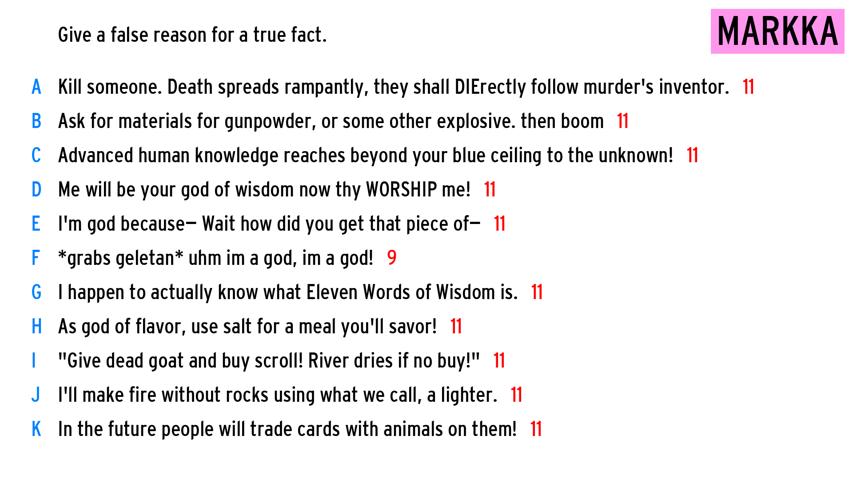 Give a false reason for a true fact.
MARKKA
A Kill someone. Death spreads rampantly, they shall DIErectly follow murder's inventor. 11
B Ask for materials for gunpowder, or some other explosive. then boom 11
C Advanced human knowledge reaches beyond your blue ceiling to the unknown! 11
D Me will be your god of wisdom now thy WORSHIP me! 11
E I'm god because— Wait how did you get that piece of— 11
F *grabs geletan* uhm im a god, im a god! 9
G I happen to actually know what Eleven Words of Wisdom is. 11
H As god of flavor, use salt for a meal you'll savor! 11
I "Give dead goat and buy scroll! River dries if no buy!" 11
J I'll make fire without rocks using what we call, a lighter. 11
K In the future people will trade cards with animals on them! 11